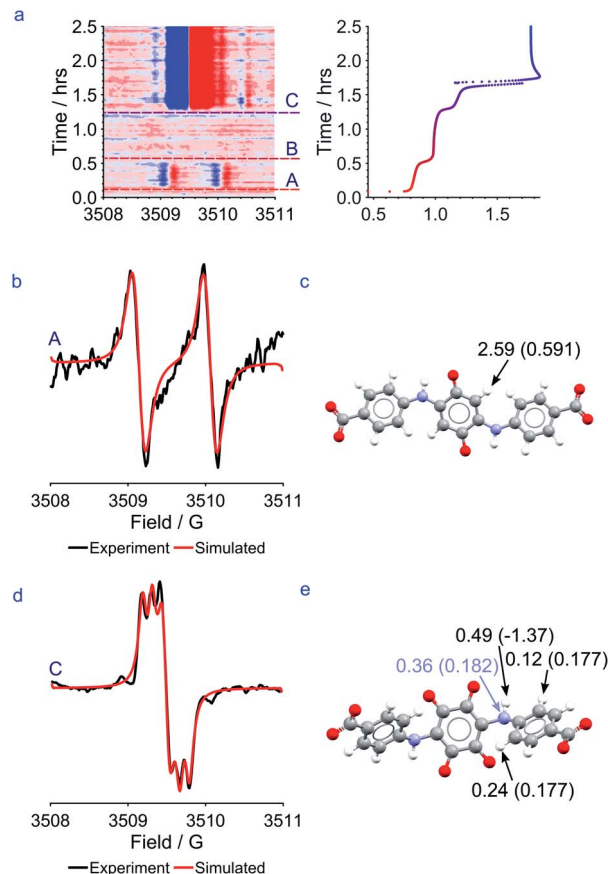 a
Time / hrs
2.5
2.0
1.5
1.0
0.5
0.0
C
B
A
3508 3509 3510 3511
Time / hrs
2.5
2.0
1.5
1.0
0.5
0.0
0.5 1.0 1.5
b
A
3508 3509 3510 3511
Field / G
Experiment Simulated
c
2.59 (0.591)
d
C
3508 3509 3510 3511
Field / G
Experiment Simulated
e
0.49 (-1.37)
0.36 (0.182) 0.12 (0.177)
0.24 (0.177)